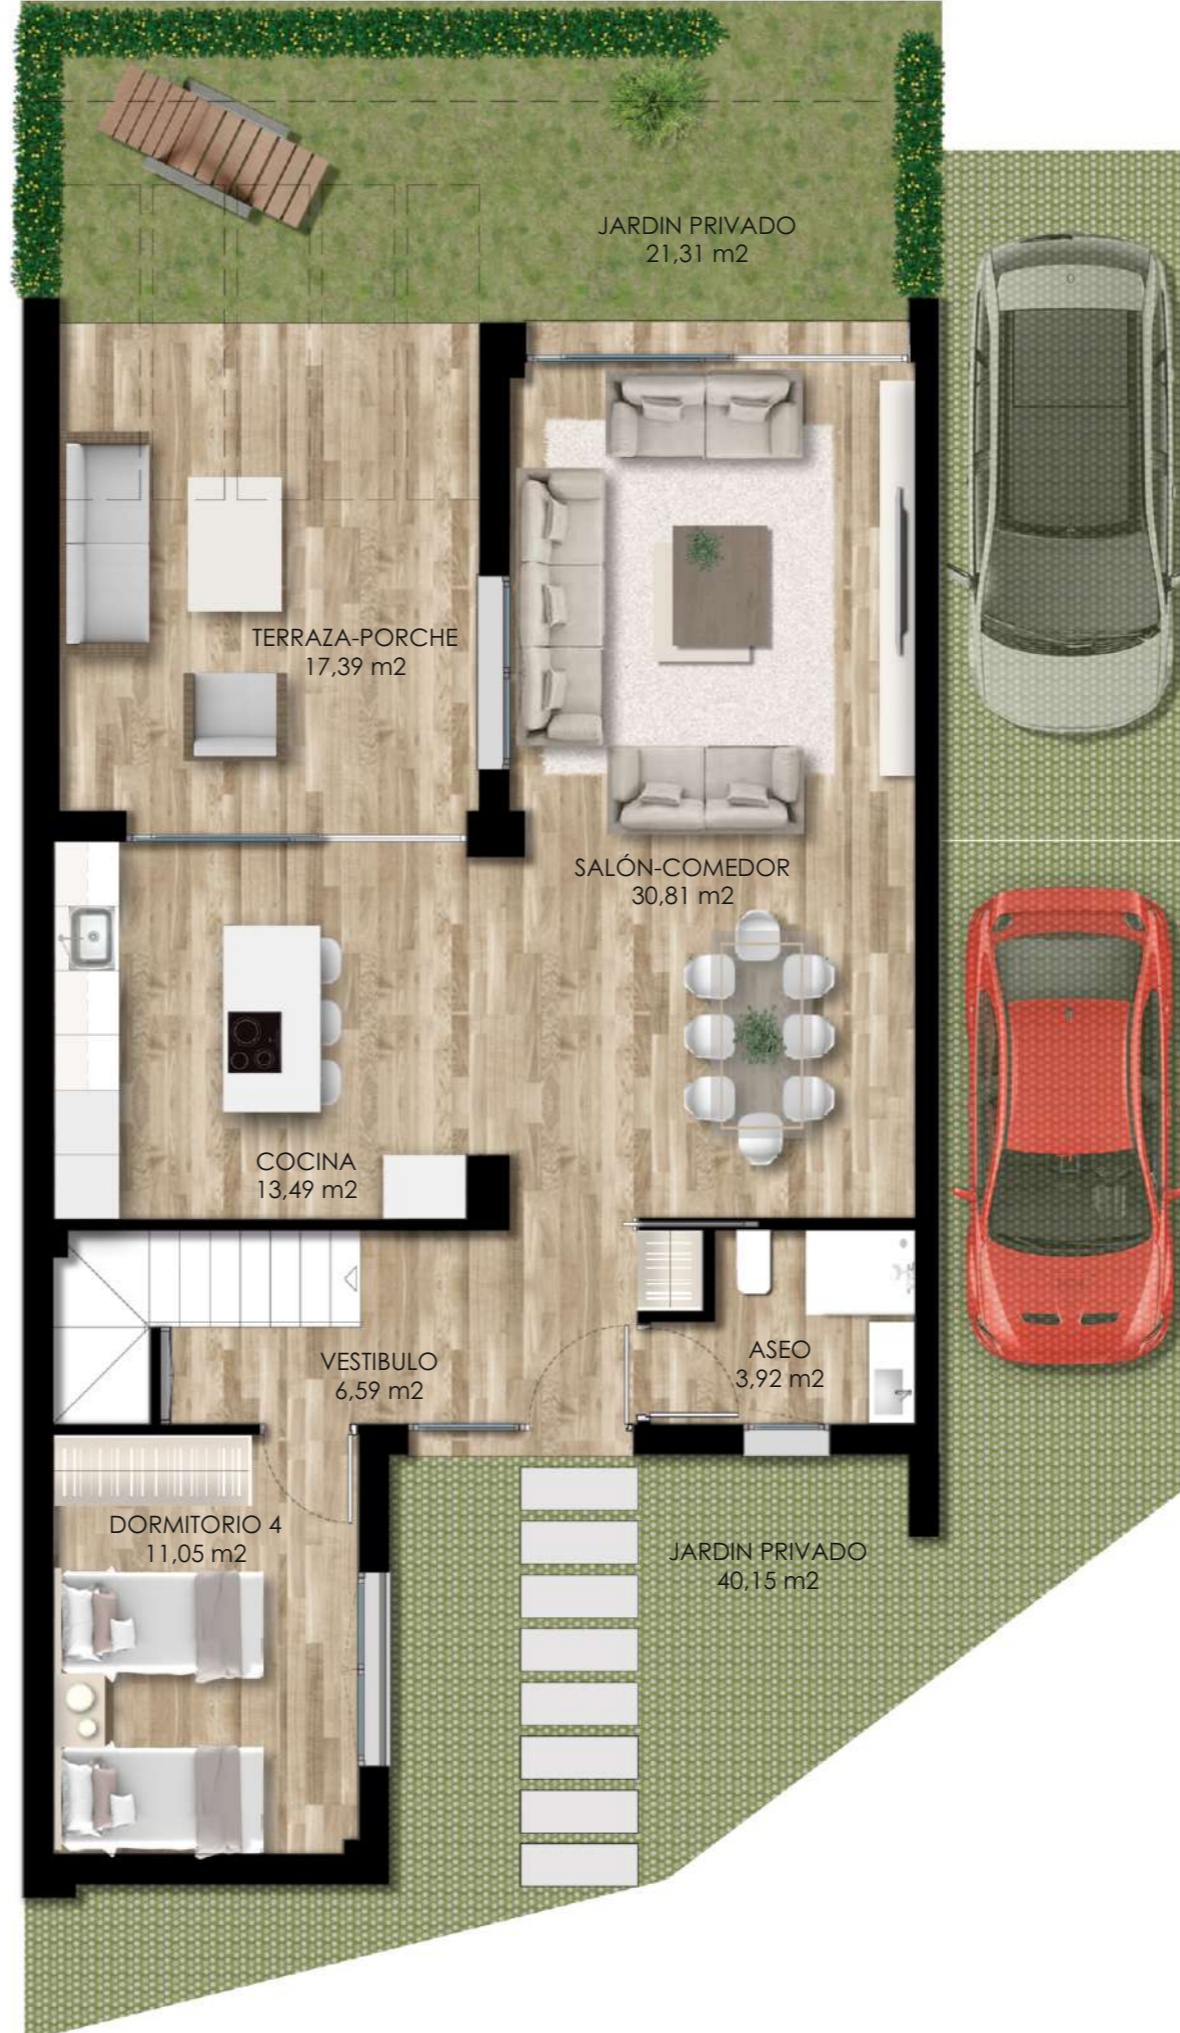 JARDIN PRIVADO
21,31 m2
TERRAZA-PORCHE
17,39 m2
SALÓN-COMEDOR
30,81 m2
COCINA
13,49 m2
VESTIBULO
6,59 m2
ASEO
3,92 m2
DORMITORIO 4
11,05 m2
JARDIN PRIVADO
40,15 m2